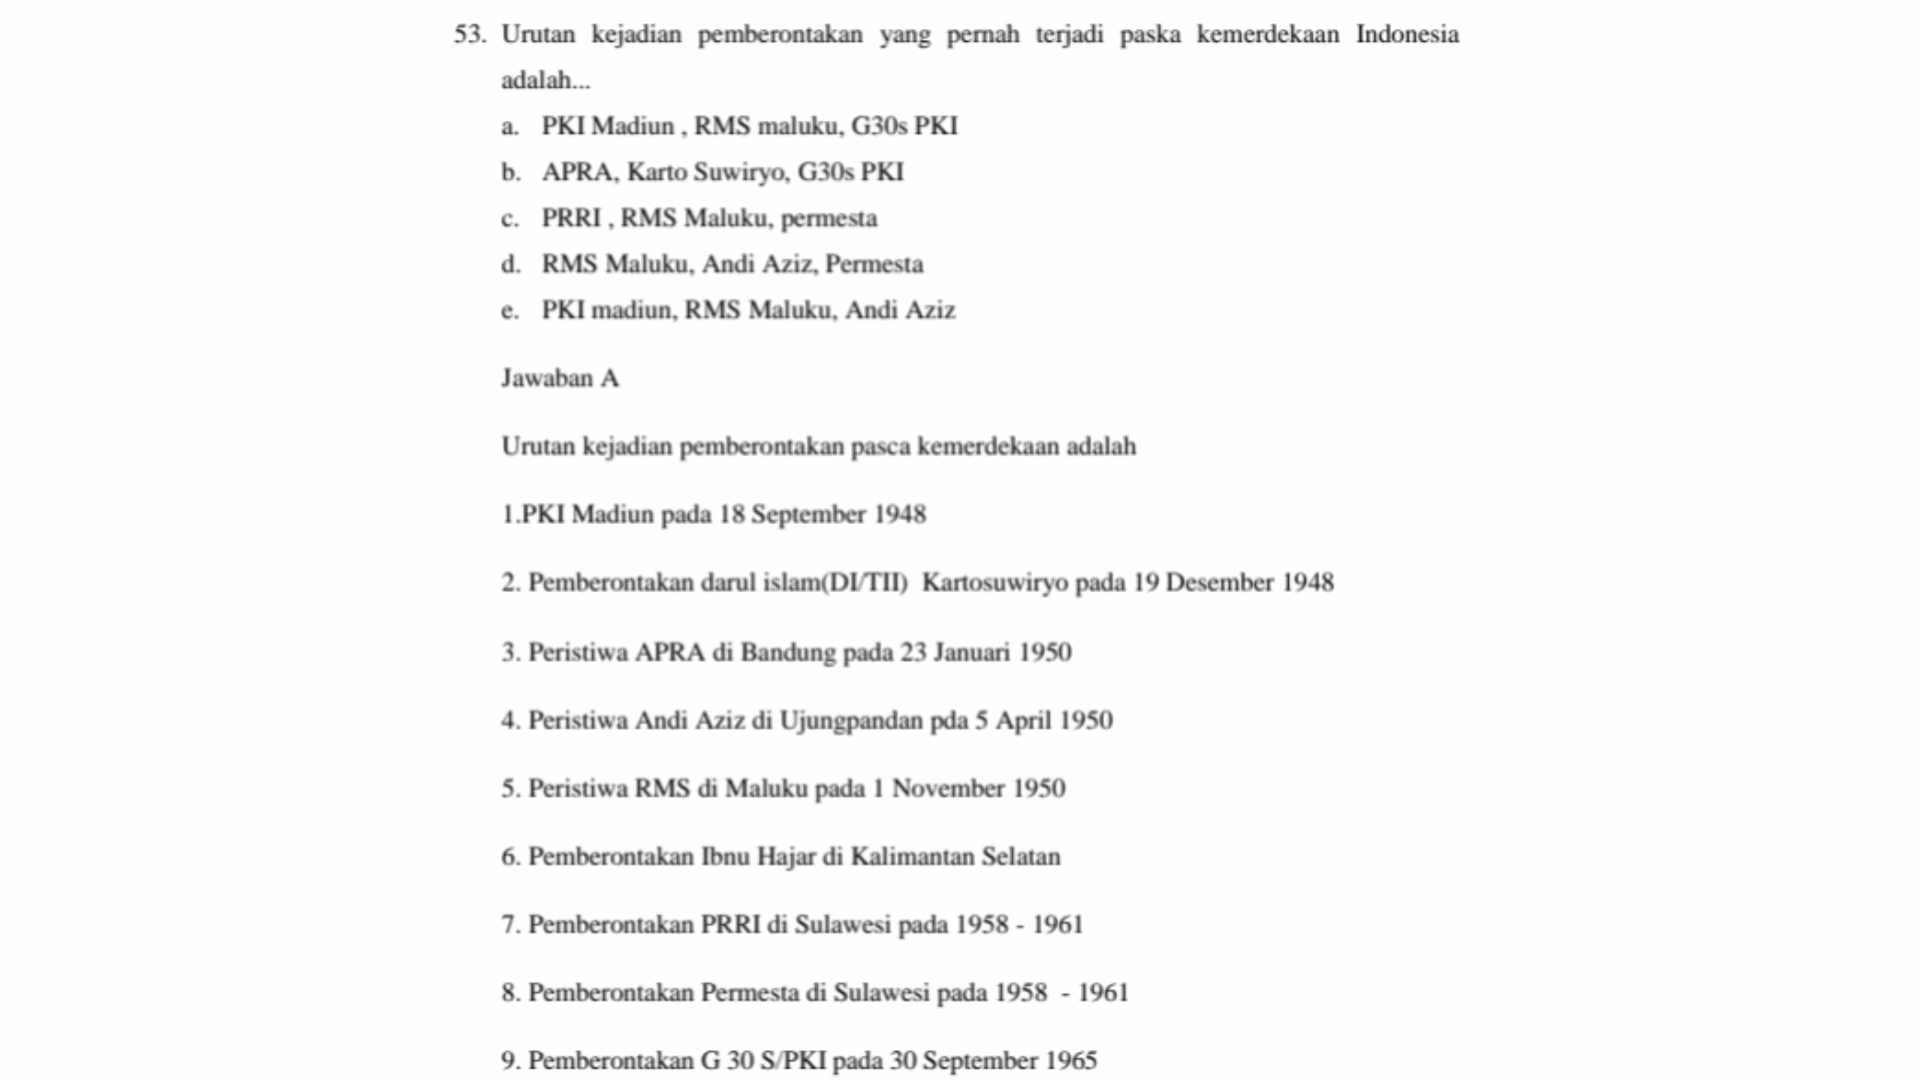 53. Urutan kejadian pemberontakan yang pernah terjadi paska kemerdekaan Indonesia
adalah...
a. PKI Madiun , RMS maluku, G30s PKI
b. APRA, Karto Suwiryo, G30s PKI
c. PRRI , RMS Maluku, permesta
d. RMS Maluku, Andi Aziz, Permesta
e. PKI madiun, RMS Maluku, Andi Aziz
Jawaban A
Urutan kejadian pemberontakan pasca kemerdekaan adalah
1.PKI Madiun pada 18 September 1948
2. Pemberontakan darul islam(DI/TII) Kartosuwiryo pada 19 Desember 1948
3. Peristiwa APRA di Bandung pada 23 Januari 1950
4. Peristiwa Andi Aziz di Ujungpandan pda 5 April 1950
5. Peristiwa RMS di Maluku pada 1 November 1950
6. Pemberontakan Ibnu Hajar di Kalimantan Selatan
7. Pemberontakan PRRI di Sulawesi pada 1958 - 1961
8. Pemberontakan Permesta di Sulawesi pada 1958 - 1961
9. Pemberontakan G 30 S/PKI pada 30 September 1965